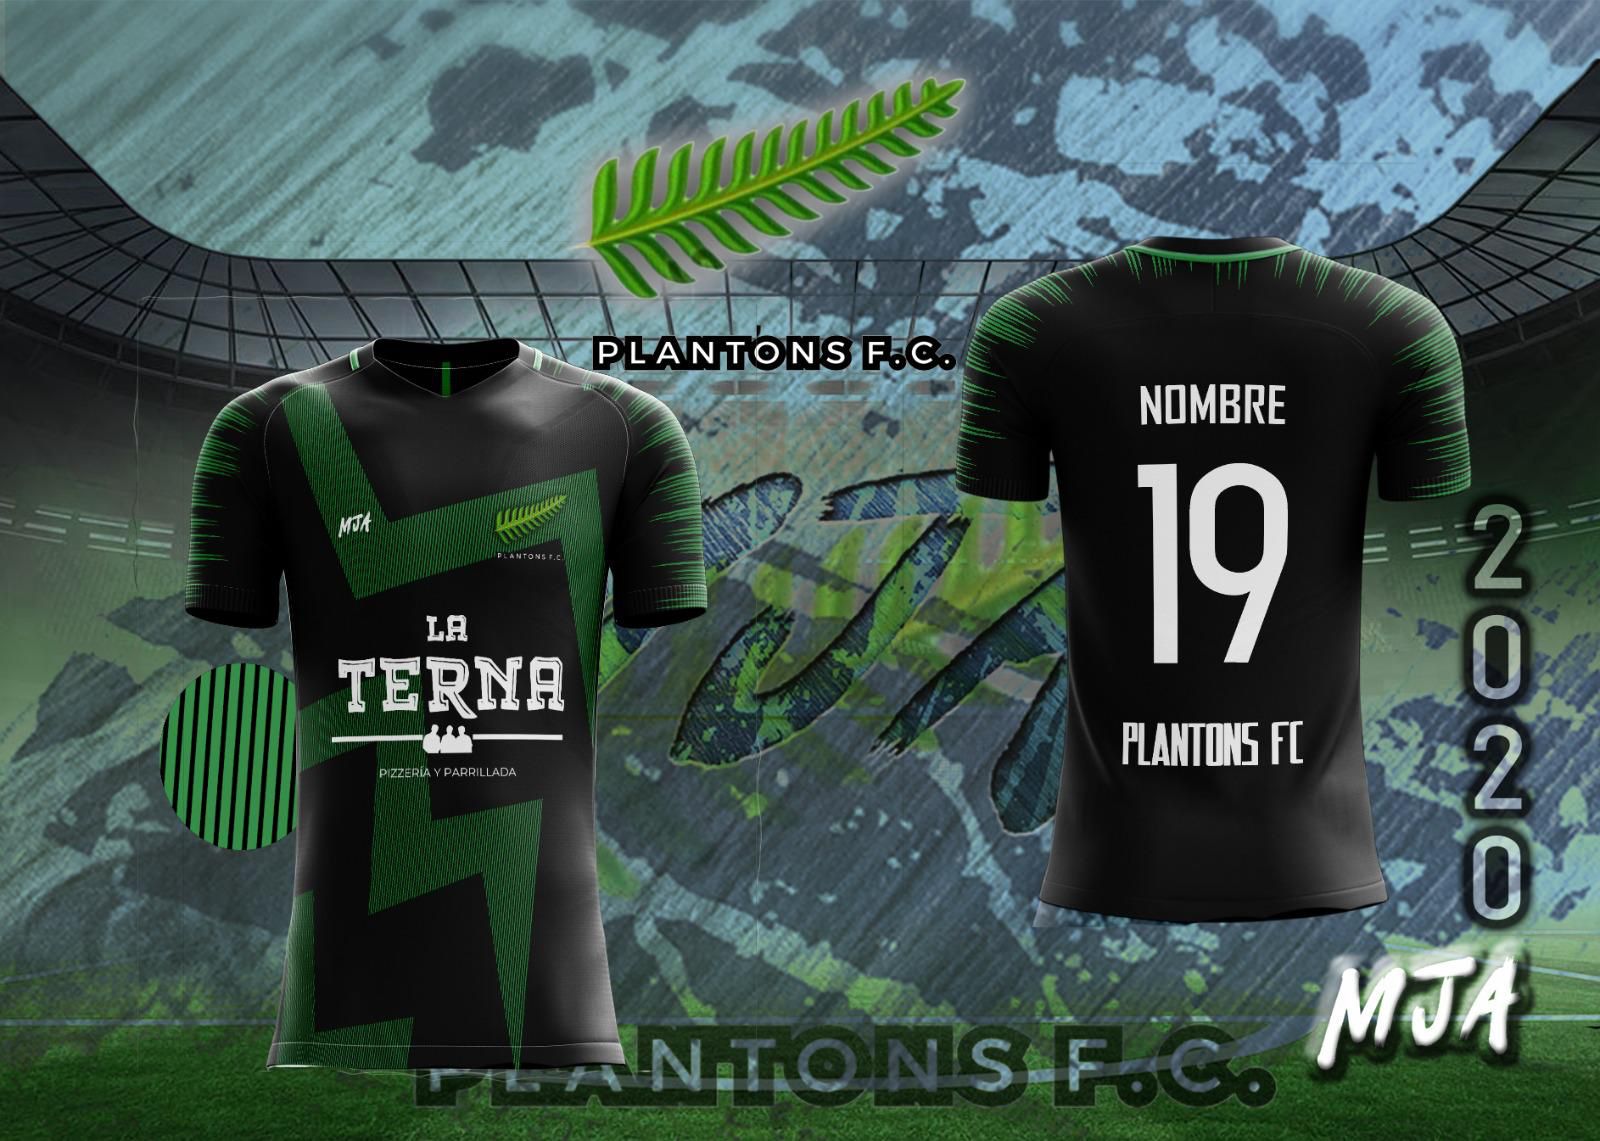 PLANTONS F.C.
MJA
PLANTONS F.C.
LA
TERNA
PIZZERÍA Y PARRILLADA
NOMBRE
19
PLANTONS FC
2020
MJA
PLANTONS F.C.